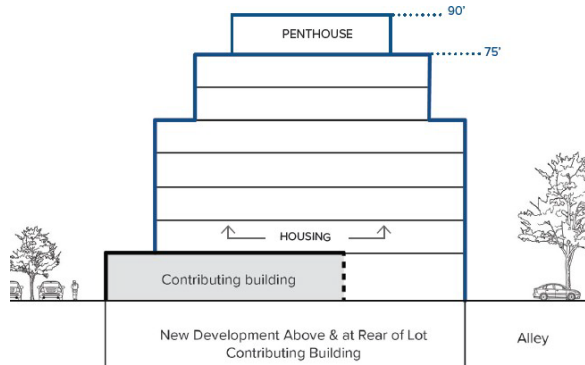 90'
PENTHOUSE
75'
HOUSING
Contributing building
New Development Above & at Rear of Lot
Contributing Building
Alley